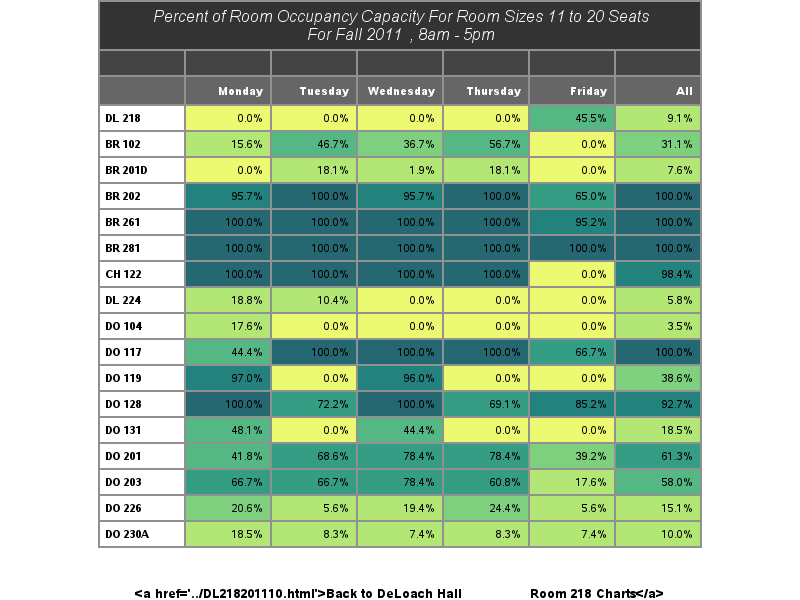 Percent of Room Occupancy Capacity For Room Sizes 11 to 20 Seats
For Fall 2011 , 8am - 5pm
Monday Tuesday Wednesday Thursday Friday All
DL 218 0.0% 0.0% 0.0% 0.0% 45.5% 9.1%
BR 102 15.6% 46.7% 36.7% 56.7% 0.0% 31.1%
BR 201D 0.0% 18.1% 1.9% 18.1% 0.0% 7.6%
BR 202 95.7% 100.0% 95.7% 100.0% 65.0% 100.0%
BR 261 100.0% 100.0% 100.0% 100.0% 95.2% 100.0%
BR 281 100.0% 100.0% 100.0% 100.0% 100.0% 100.0%
CH 122 100.0% 100.0% 100.0% 100.0% 0.0% 98.4%
DL 224 18.8% 10.4% 0.0% 0.0% 0.0% 5.8%
DO 104 17.6% 0.0% 0.0% 0.0% 0.0% 3.5%
DO 117 44.4% 100.0% 100.0% 100.0% 66.7% 100.0%
DO 119 97.0% 0.0% 96.0% 0.0% 0.0% 38.6%
DO 128 100.0% 72.2% 100.0% 69.1% 85.2% 92.7%
DO 131 48.1% 0.0% 44.4% 0.0% 0.0% 18.5%
DO 201 41.8% 68.6% 78.4% 78.4% 39.2% 61.3%
DO 203 66.7% 66.7% 78.4% 60.8% 17.6% 58.0%
DO 226 20.6% 5.6% 19.4% 24.4% 5.6% 15.1%
DO 230A 18.5% 8.3% 7.4% 8.3% 7.4% 10.0%
<a href='../DL218201110.html'>Back to DeLoach Hall Room 218 Charts</a>